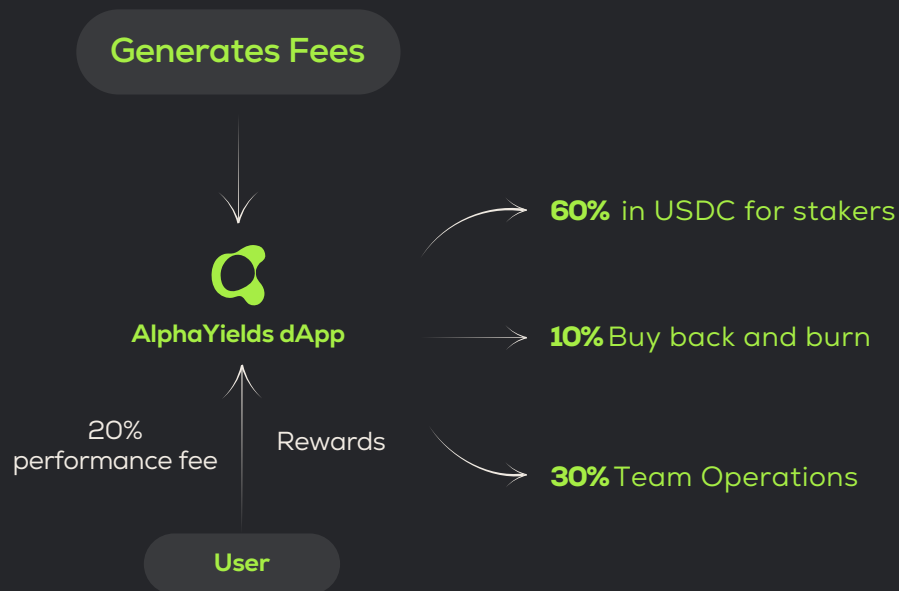 Generates Fees
60% in USDC for stakers
AlphaYields dApp
10% Buy back and burn
20%
performance fee
Rewards
30% Team Operations
User